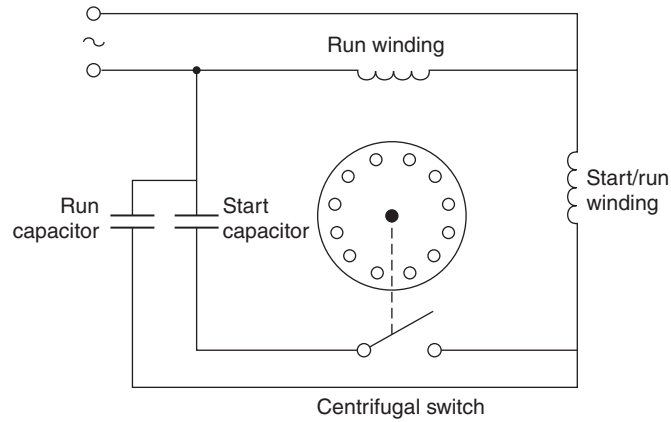 Run winding
Start/run
winding
Run
capacitor
Start
capacitor
Centrifugal switch